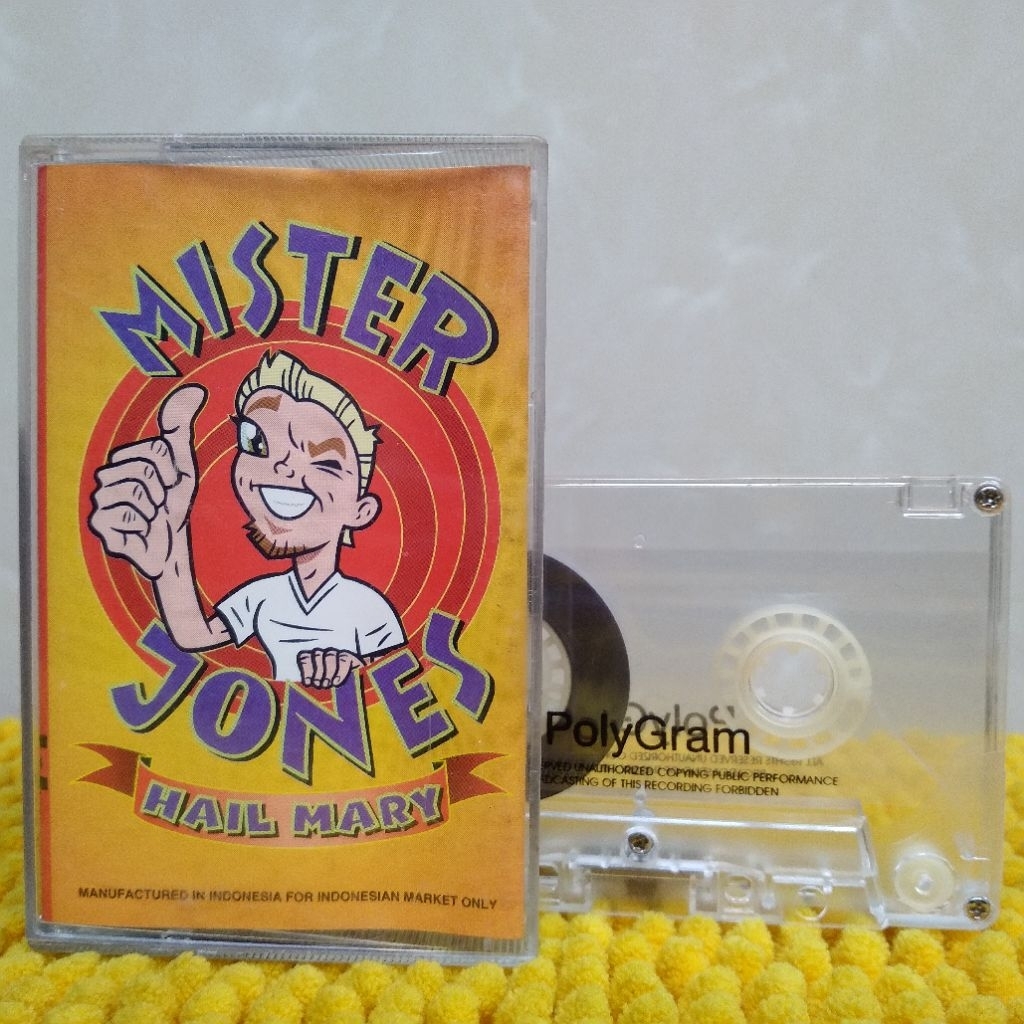 MISTER
JONES
HAIL MARY
MANUFACTURED IN INDONESIA FOR INDONESIAN MARKET ONLY
PolyGram
UNAUTHORIZED COPYING PUBLIC PERFORMANCE
OF THIS RECORDING FORBIDDEN